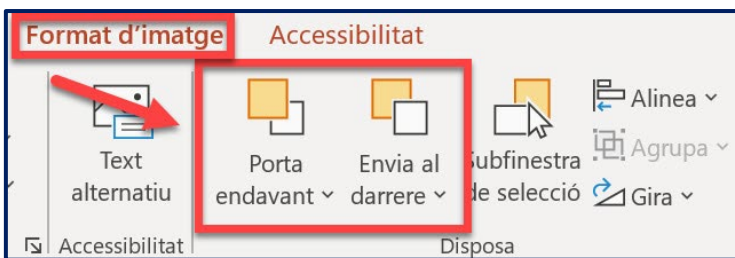 Format d'imatge Accessibilitat
Text
alternatiu
Porta
endavant
Envia al
darrere
Subfinestra
de selecció
Alinea
Agrupa
Gira
Accessibilitat
Disposa